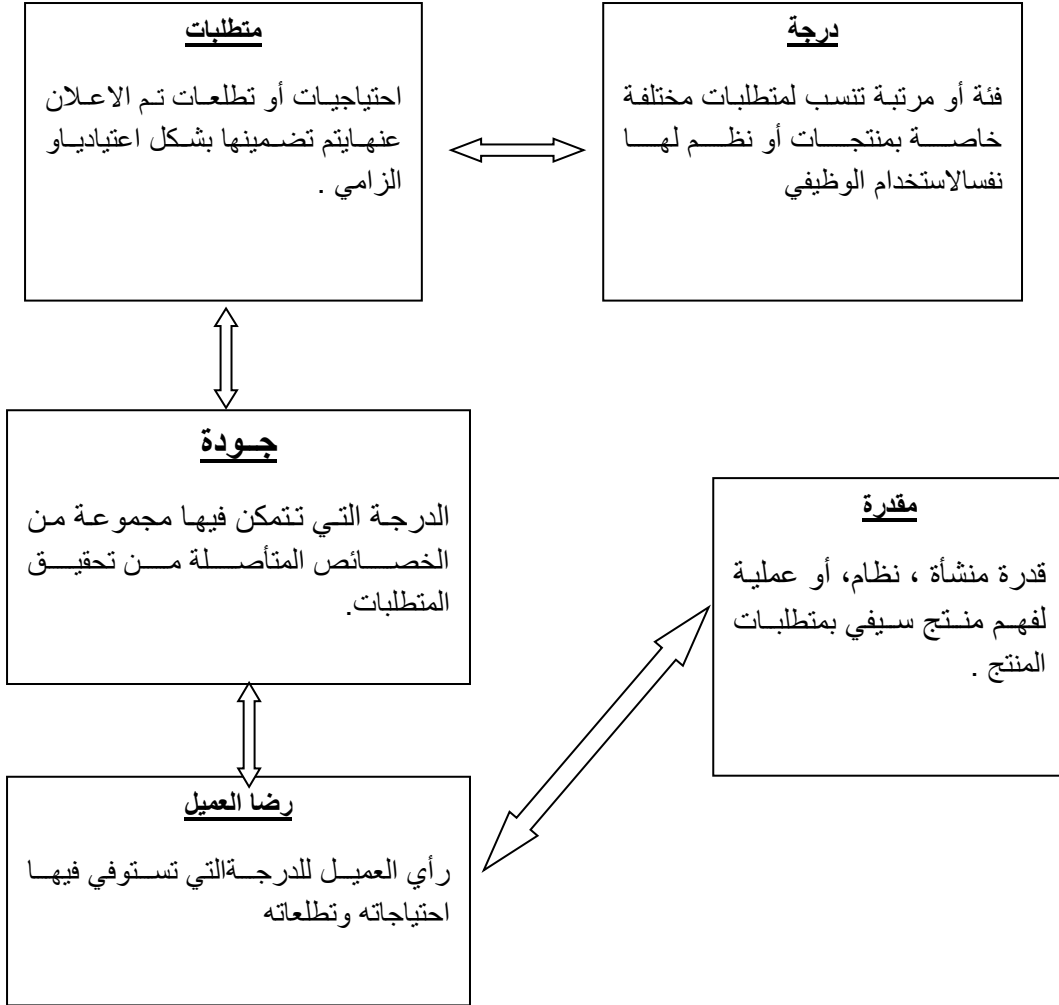 درجة
فئة أو مرتبة تنسب لمتطلبات مختلفة
خاصة بمنتجات أو نظم لها
نفسالاستخدام الوظيفي
متطلبات
احتياجيات أو تطلعات تم الاعلان
عنهايتم تضمينها بشكل اعتيادياو
الزامي .
جودة
الدرجة التي تتمكن فيها مجموعة من
الخصائص المتأصلة من تحقيق
المتطلبات.
مقدرة
قدرة منشأة ، نظام، أو عملية
لفهم منتج سيفي بمتطلبات
المنتج .
رضا العميل
رأي العميل للدرجةالتي تستوفي فيها
احتياجاته وتطلعاته